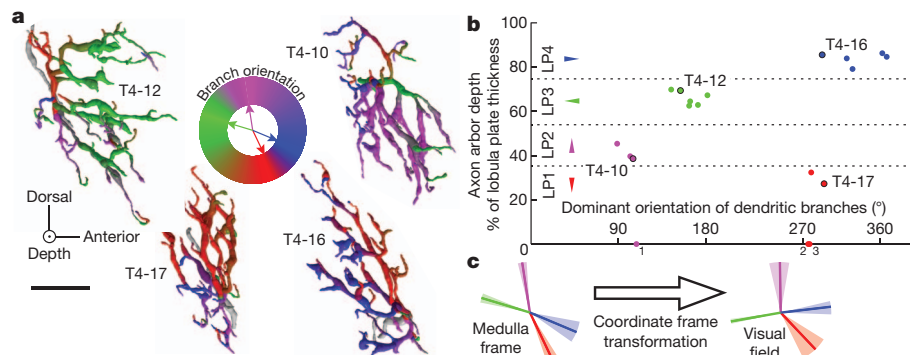 a
T4-12
T4-10
Branch orientation
Dorsal
Anterior
Depth
T4-17
T4-16
b
Axon arbor depth
% of lobula plate thickness
100
80
60
40
20
0
LP4
LP3
LP2
LP1
T4-16
T4-12
T4-10
T4-17
Dominant orientation of dendritic branches (°)
90
180
270
360
1
2
3
c
Medulla
frame
Coordinate frame
transformation
Visual
field